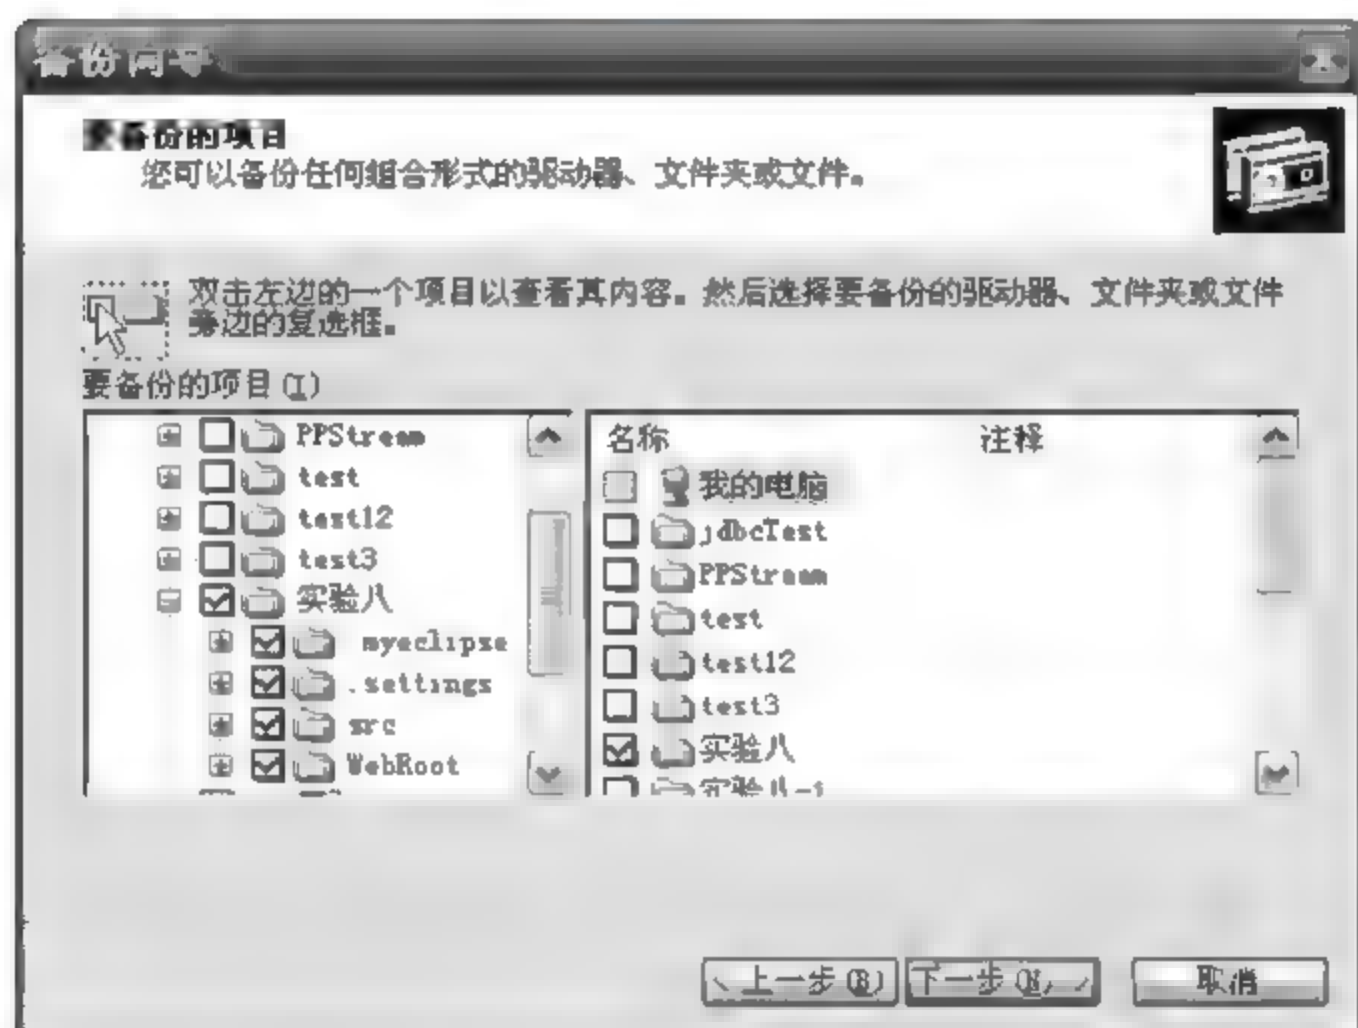 备份向导
要备份的项目
您可以备份任何组合形式的驱动器、文件夹或文件。
双击左边的一个项目以查看其内容。然后选择要备份的驱动器、文件夹或文件
旁边的复选框。
要备份的项目(I)
PPStream
test
test12
test3
实验八
myeclipse
.settings
src
WebRoot
名称 注释
我的电脑
jdbcTest
PPStream
test
test12
test3
实验八
实验八-1
<上一步(B) 下一步(N) > 取消